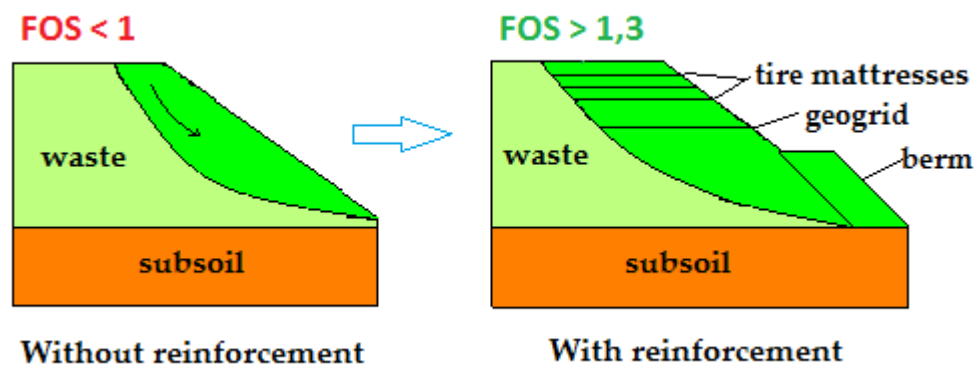 FOS < 1
waste
subsoil
Without reinforcement
FOS > 1,3
tire mattresses
geogrid
berm
waste
subsoil
With reinforcement